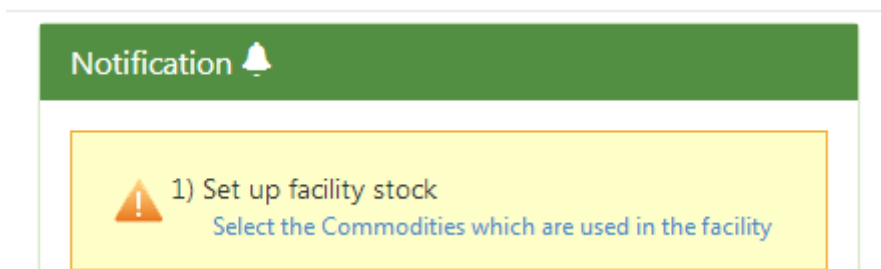 Notification
1) Set up facility stock
Select the Commodities which are used in the facility